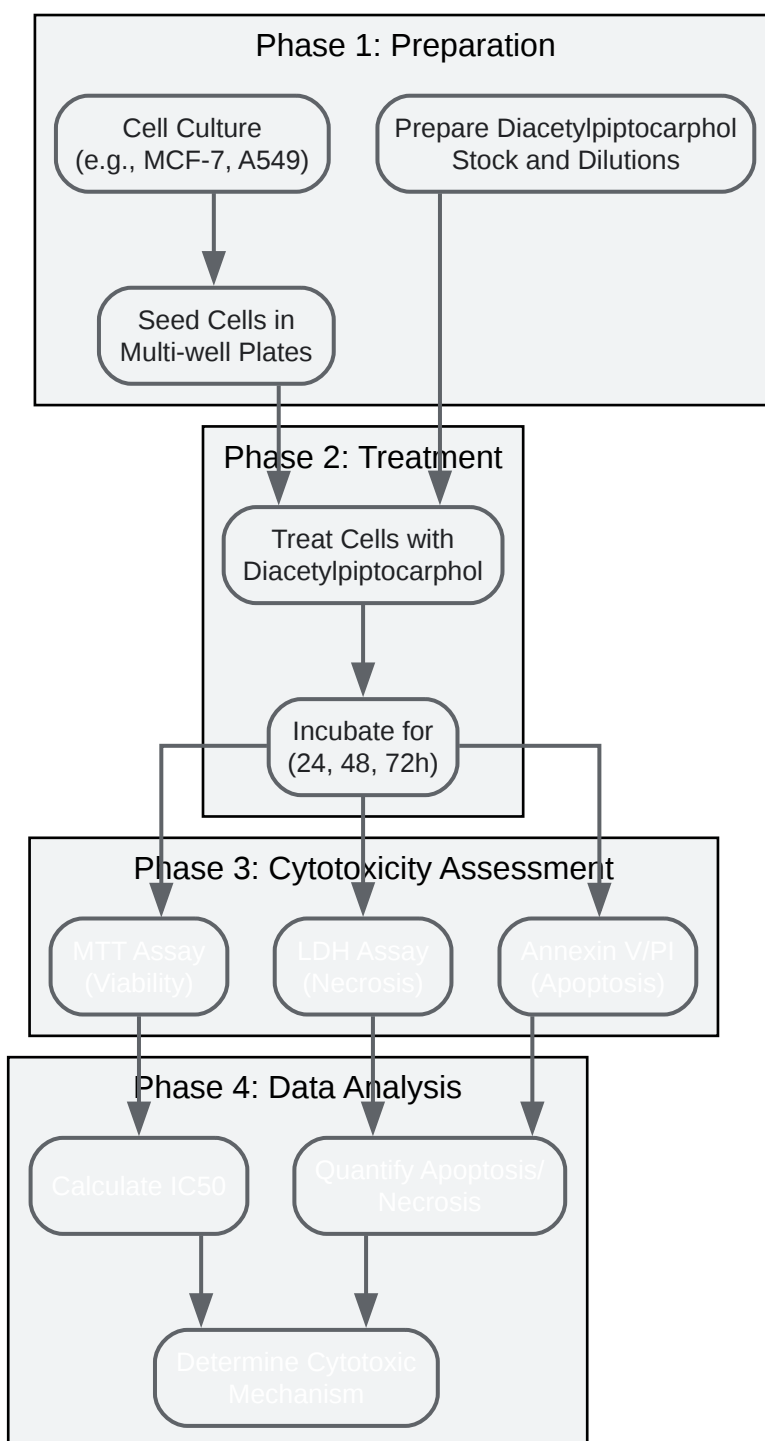 Phase 1: Preparation
Cell Culture
(e.g., MCF-7, A549)
Prepare Diacetylpiptocarphol
Stock and Dilutions
Seed Cells in
Multi-well Plates
Phase 2: Treatment
Treat Cells with
Diacetylpiptocarphol
Incubate for
(24, 48, 72h)
Phase 3: Cytotoxicity Assessment
MTT Assay
(Viability)
LDH Assay
(Necrosis)
Annexin V/PI
(Apoptosis)
Phase 4: Data Analysis
Calculate IC50
Quantify Apoptosis/
Necrosis
Determine Cytotoxic
Mechanism